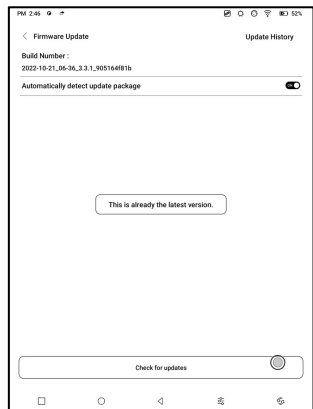 PM 2:46
52%
Firmware Update
Update History
Build Number :
2022-10-21_06-36_3.3.1_905164f81b
Automatically detect update package
ON
This is already the latest version.
Check for updates